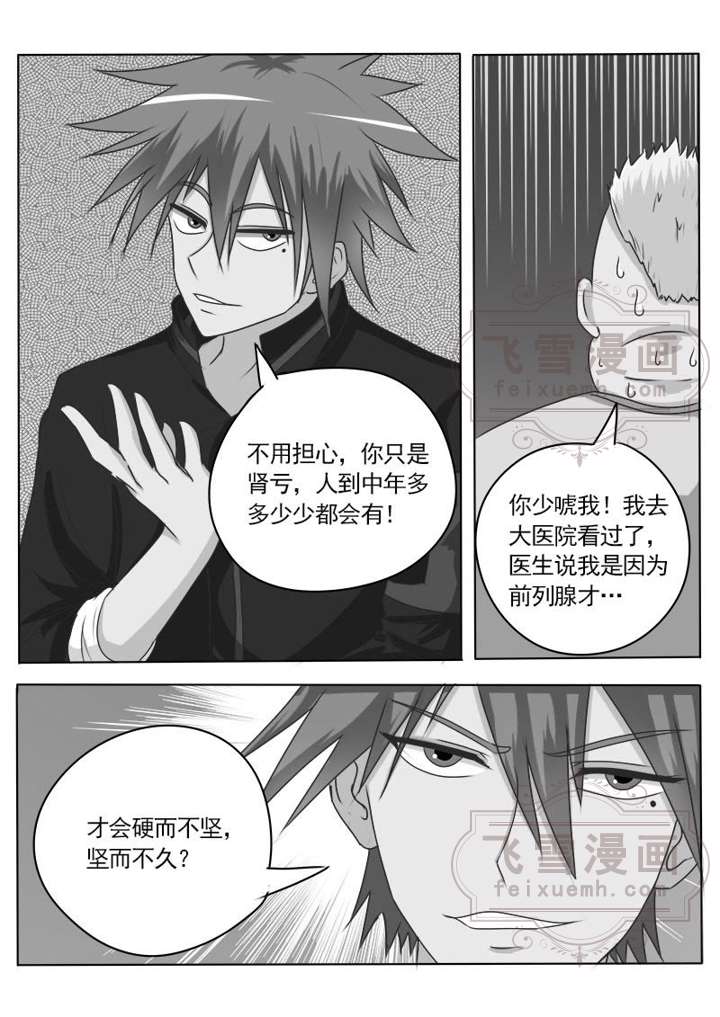 不用担心，你只是
肾亏，人到中年多
多少少都会有！
你少唬我！我去
大医院看过了，
医生说我是因为
前列腺才…
飞雪漫画
feixuemh.com
才会硬而不坚，
坚而不久？
飞雪漫画
feixuemh.com